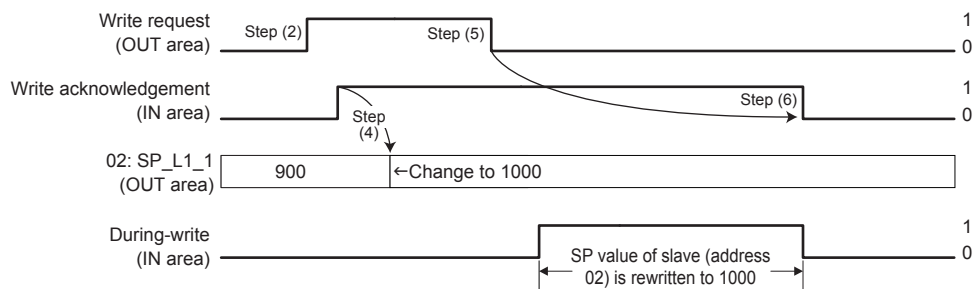 Write request
(OUT area)
Step (2)
Step (5)
1
0
Write acknowledgement
(IN area)
Step
(4)
Step (6)
1
0
02: SP_L1_1
(OUT area)
900
←Change to 1000
During-write
(IN area)
1
0
SP value of slave (address
02) is rewritten to 1000